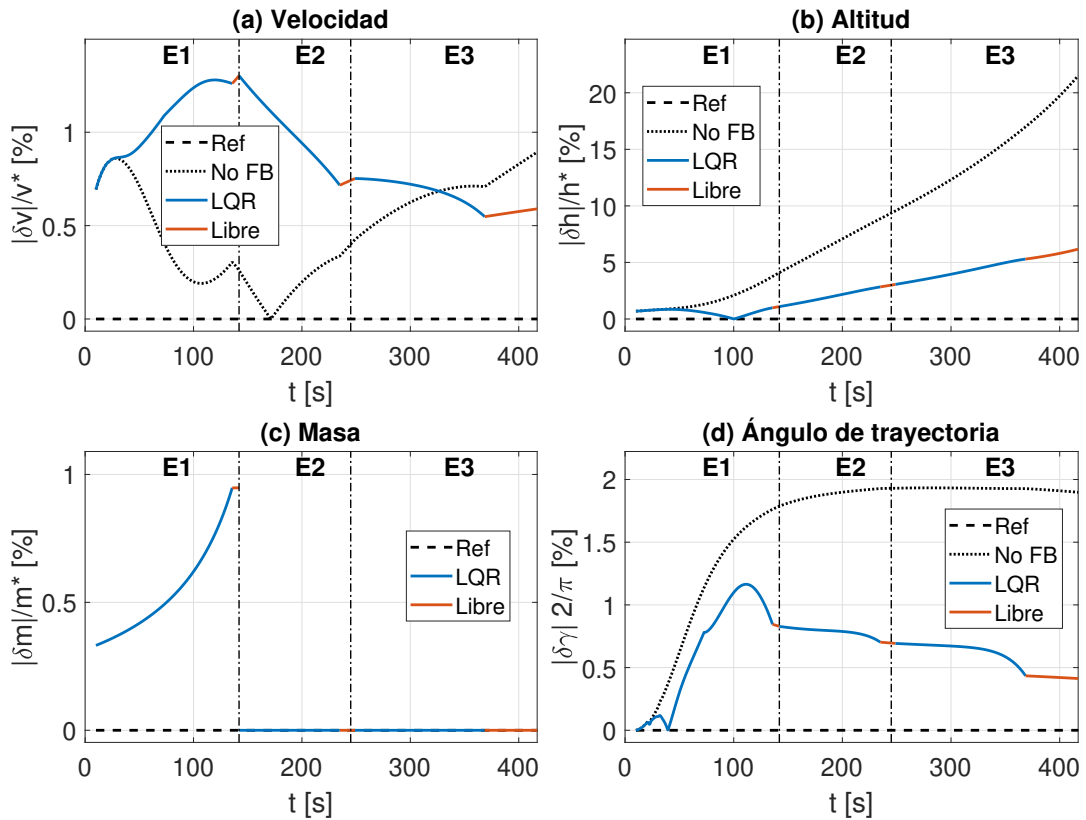 (a) Velocidad
E1 E2 E3
|δv|/v* [%]
1
0.5
0
Ref
No FB
LQR
Libre
0 100 200 300 400
t [s]
(b) Altitud
E1 E2 E3
|δh|/h* [%]
20
15
10
5
0
Ref
No FB
LQR
Libre
0 100 200 300 400
t [s]
(c) Masa
E1 E2 E3
|δm|/m* [%]
1
0.5
0
Ref
LQR
Libre
0 100 200 300 400
t [s]
(d) Ángulo de trayectoria
E1 E2 E3
|δγ| 2/π [%]
2
1.5
1
0.5
0
Ref
No FB
LQR
Libre
0 100 200 300 400
t [s]